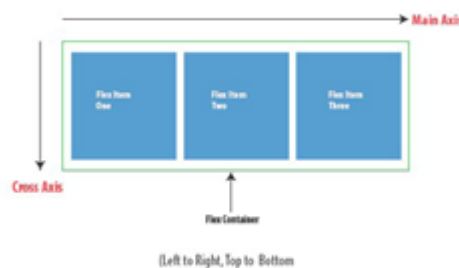 Main Axis
Flex Item
One
Flex Item
Two
Flex Item
Three
Cross Axis
Flex Container
(Left to Right, Top to Bottom